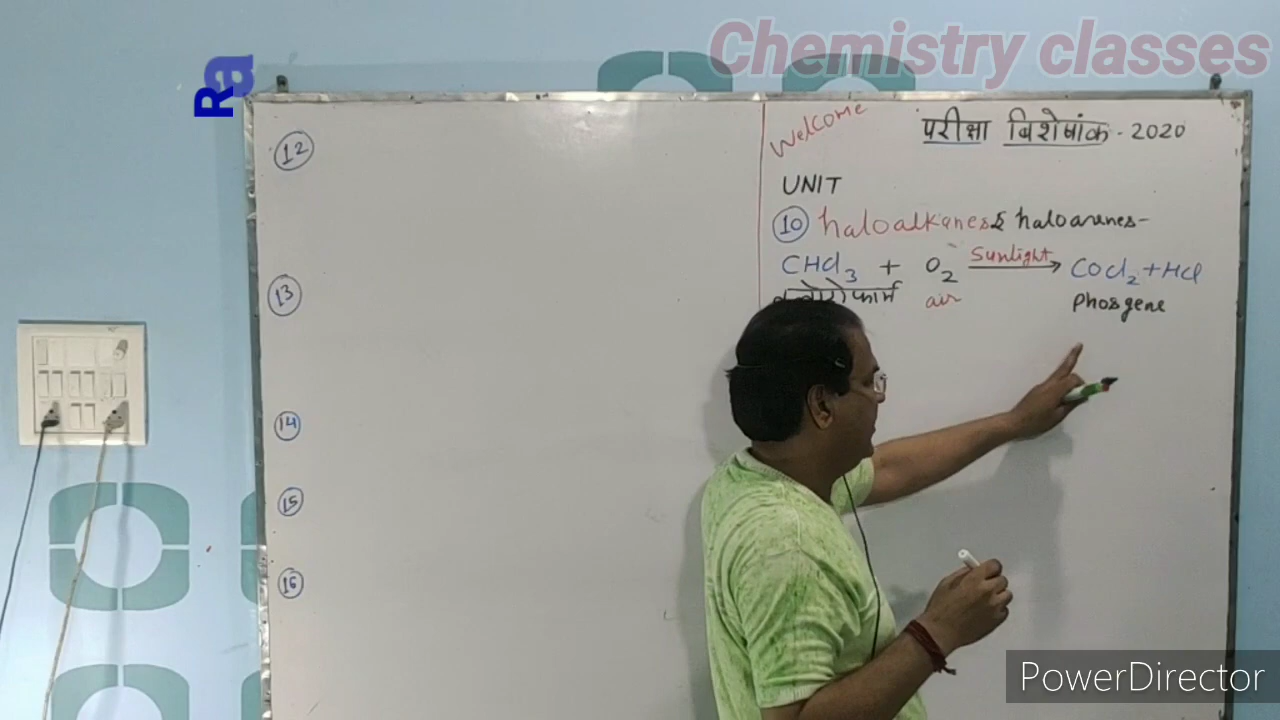 Chemistry classes
Ra
Welcome
परीक्षा विशेषांक - 2020
UNIT
10 haloalkanes & haloarenes-
CHCl3 + O2 Sunlight COCl2 + HCl
air Phosgene
12
13
14
15
16
PowerDirector